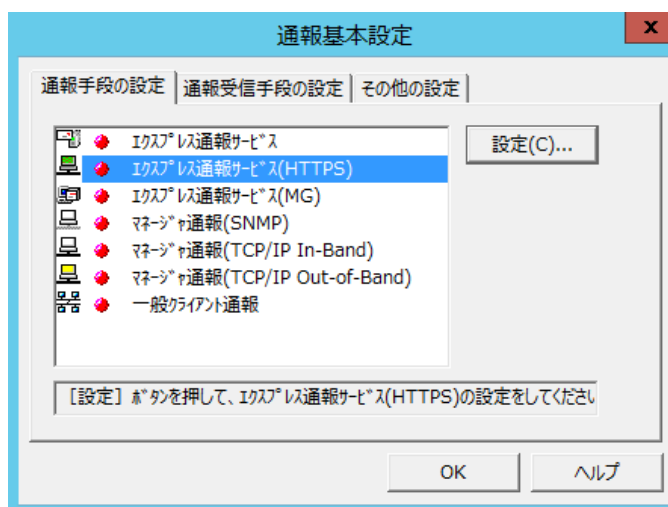 通報基本設定
x
通報手段の設定 通報受信手段の設定 その他の設定
ｴｸｽﾌﾟﾚｽ通報ｻｰﾋﾞｽ
設定(C)...
ｴｸｽﾌﾟﾚｽ通報ｻｰﾋﾞｽ(HTTPS)
ｴｸｽﾌﾟﾚｽ通報ｻｰﾋﾞｽ(MG)
ﾏﾈｰｼﾞｬ通報(SNMP)
ﾏﾈｰｼﾞｬ通報(TCP/IP In-Band)
ﾏﾈｰｼﾞｬ通報(TCP/IP Out-of-Band)
一般ｸﾗｲｱﾝﾄ通報
[設定] ﾎﾞﾀﾝを押して、ｴｸｽﾌﾟﾚｽ通報ｻｰﾋﾞｽ(HTTPS)の設定をしてください
OK ヘルプ